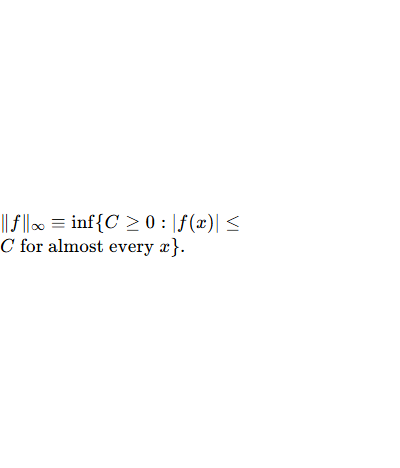 ‖f‖∞ ≡ inf{C ≥ 0 : |f(x)| ≤
C for almost every x}.